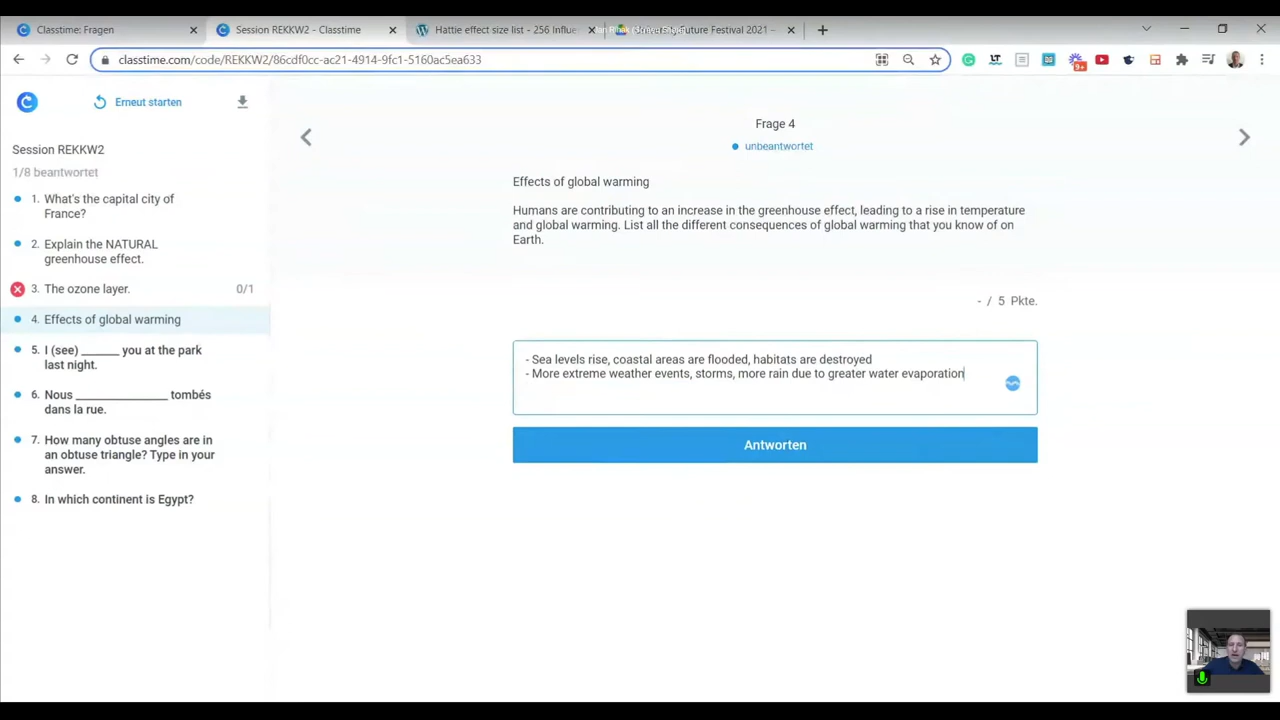 Classtime: Fragen
Session REKKW2 - Classtime
Hattie effect size list - 256 Influe
Future Festival 2021 -
classtime.com/code/REKKW2/86cdf0cc-ac21-4914-9fc1-5160ac5ea633
LT
9+
Erneut starten
Session REKKW2
1/8 beantwortet
1. What's the capital city of
France?
2. Explain the NATURAL
greenhouse effect.
3. The ozone layer. 0/1
4. Effects of global warming
5. I (see) ______ you at the park
last night.
6. Nous ________________ tombés
dans la rue.
7. How many obtuse angles are in
an obtuse triangle? Type in your
answer.
8. In which continent is Egypt?
Frage 4
unbeantwortet
Effects of global warming
Humans are contributing to an increase in the greenhouse effect, leading to a rise in temperature
and global warming. List all the different consequences of global warming that you know of on
Earth.
- / 5 Pkte.
- Sea levels rise, coastal areas are flooded, habitats are destroyed
- More extreme weather events, storms, more rain due to greater water evaporation
Antworten